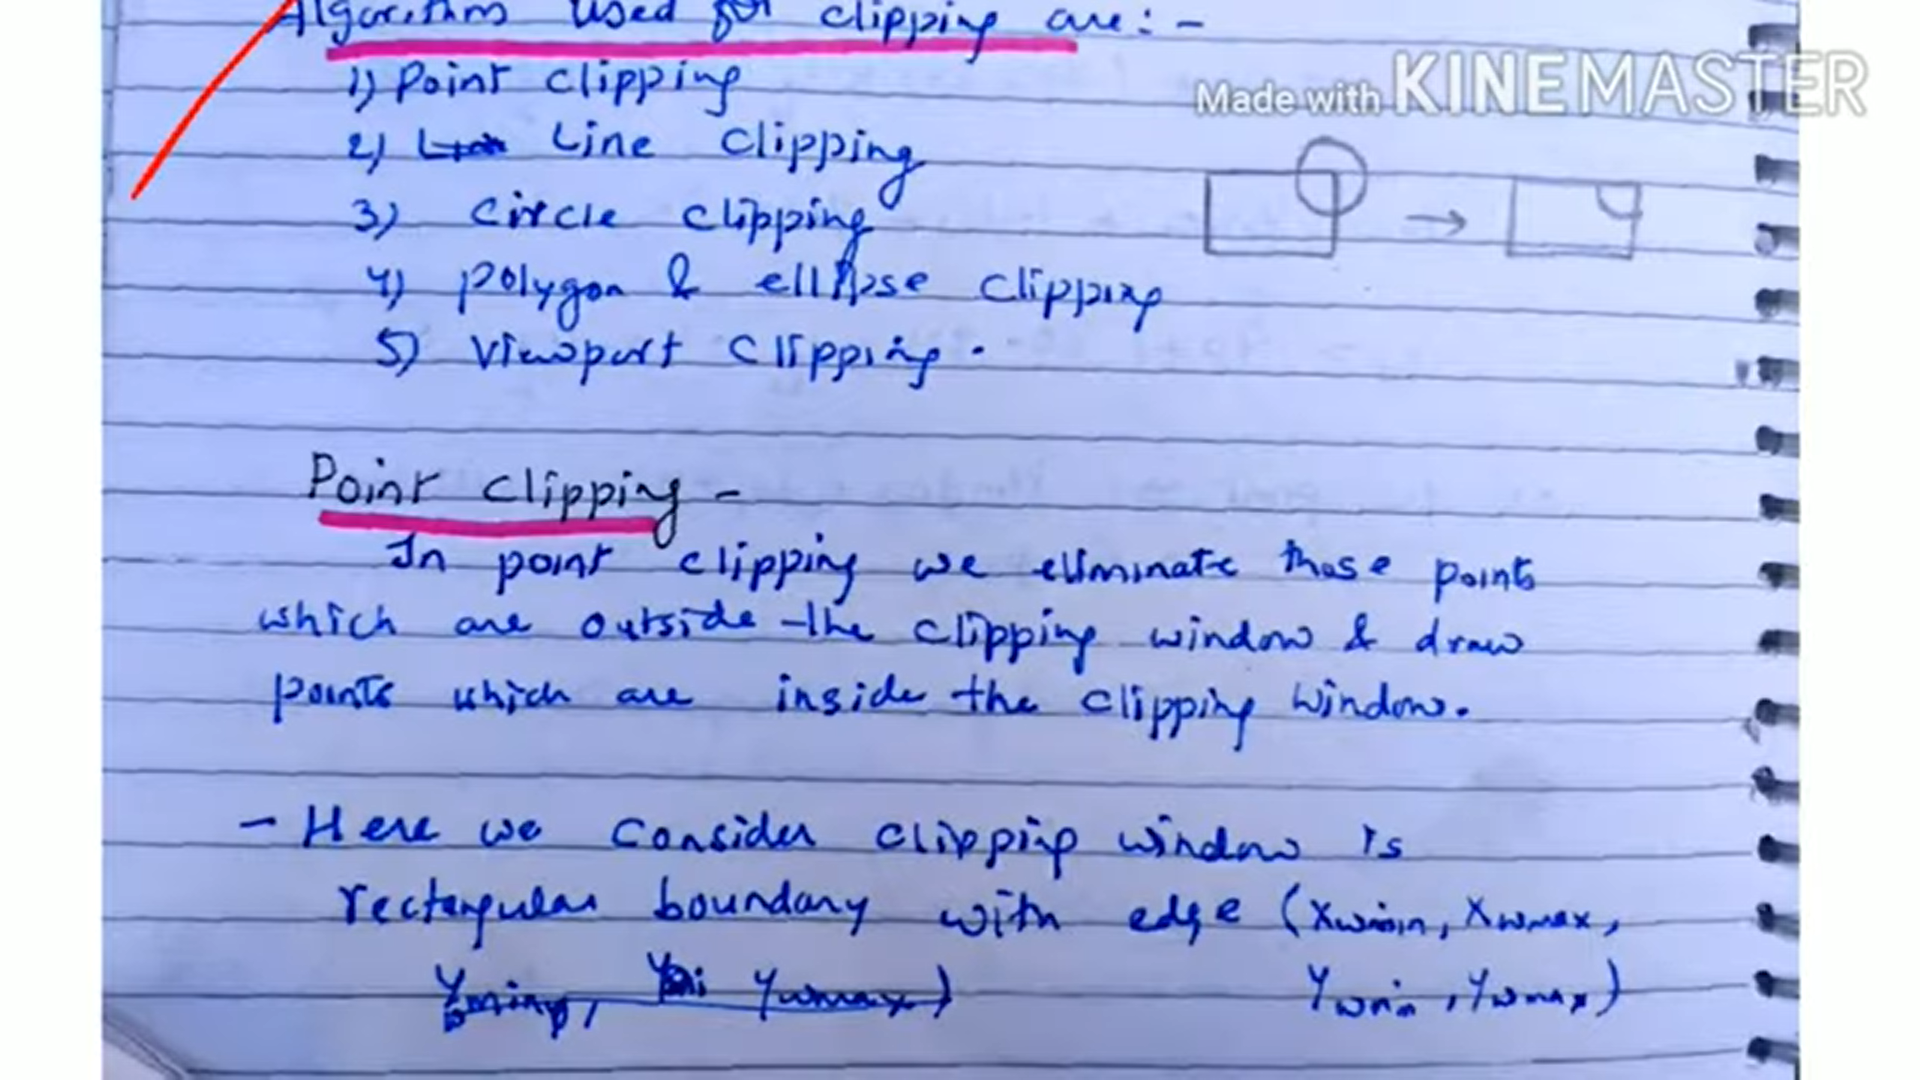 Algorithms used for clipping are:-
Made with KINEMASTER
1) Point clipping
2) Line clipping
3) Circle clipping
4) polygon & ellipse clipping
5) Viewport clipping.
Point clipping -
In point clipping we eliminate those points
which are outside the clipping window & draw
points which are inside the clipping window.
- Here we consider clipping window is
rectangular boundary with edge (xwmin, xwmax,
ywmin, ywmax)